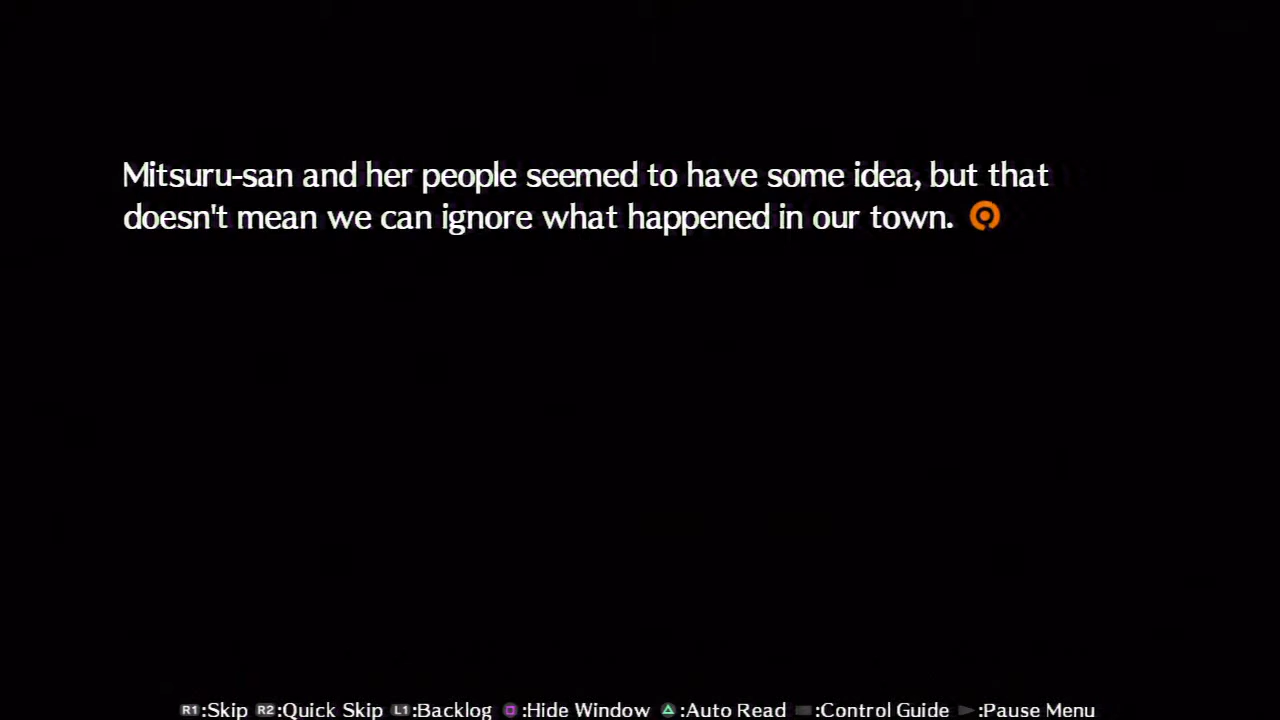 Mitsuru-san and her people seemed to have some idea, but that
doesn't mean we can ignore what happened in our town.
R1:Skip R2:Quick Skip L1:Backlog :Hide Window :Auto Read :Control Guide :Pause Menu